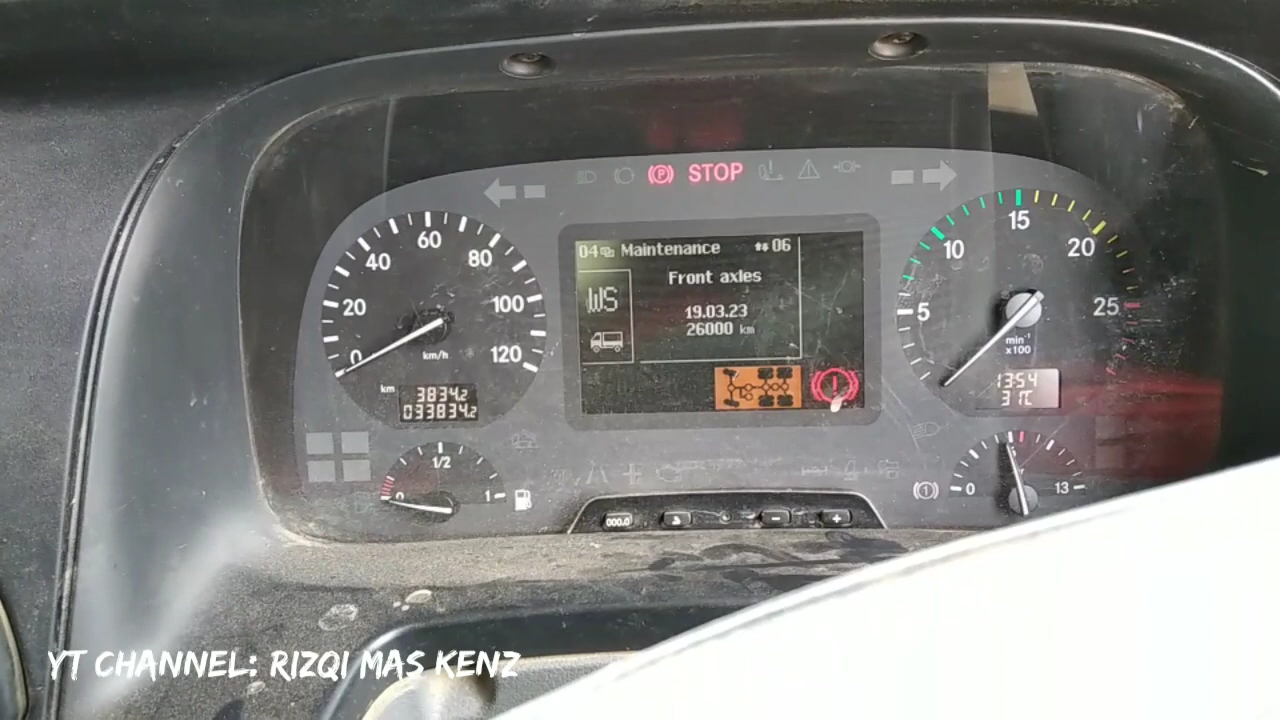 STOP
04 Maintenance 06
Front axles
WS
19.03.23
26000 km
0
20
40
60
80
100
120
km/h
km
3834.2
033834.2
0
1/2
1
5
10
15
20
25
min⁻¹
x100
13:54
31°C
0
13
000.0
YT CHANNEL: RIZQI MAS KENZ